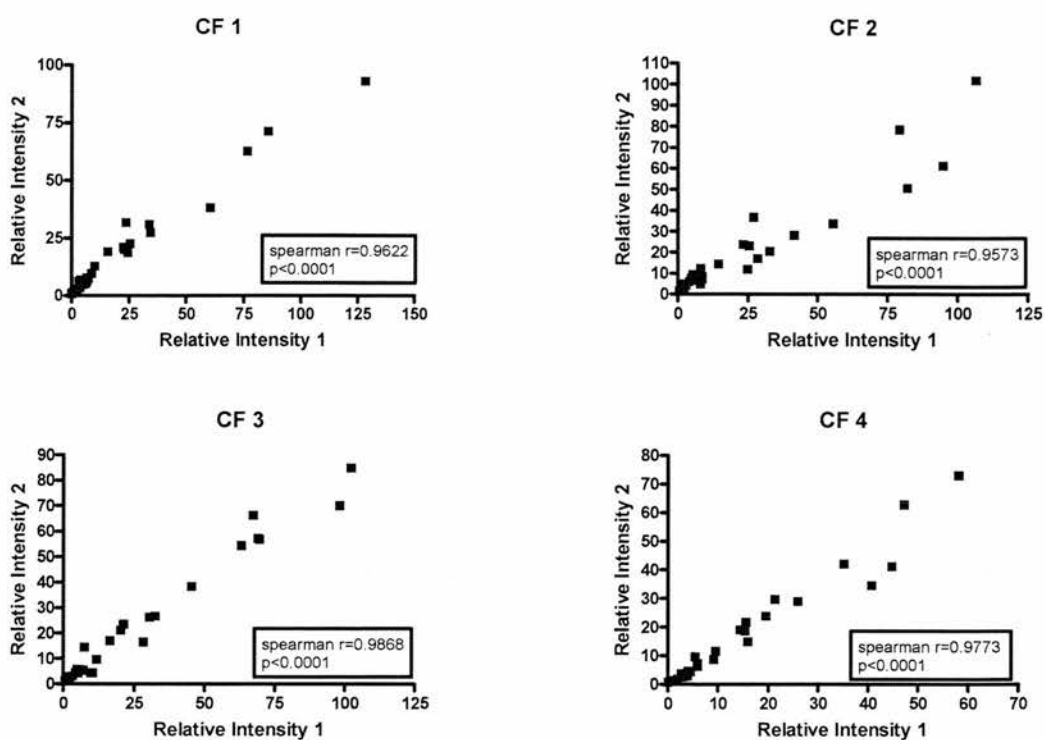 CF 1
100
75
50
25
0
Relative Intensity 2
0 25 50 75 100 125 150
Relative Intensity 1
spearman r=0.9622
p<0.0001
CF 2
110
100
90
80
70
60
50
40
30
20
10
0
Relative Intensity 2
0 25 50 75 100 125
Relative Intensity 1
spearman r=0.9573
p<0.0001
CF 3
90
80
70
60
50
40
30
20
10
0
Relative Intensity 2
0 25 50 75 100 125
Relative Intensity 1
spearman r=0.9868
p<0.0001
CF 4
80
70
60
50
40
30
20
10
0
Relative Intensity 2
0 10 20 30 40 50 60 70
Relative Intensity 1
spearman r=0.9773
p<0.0001